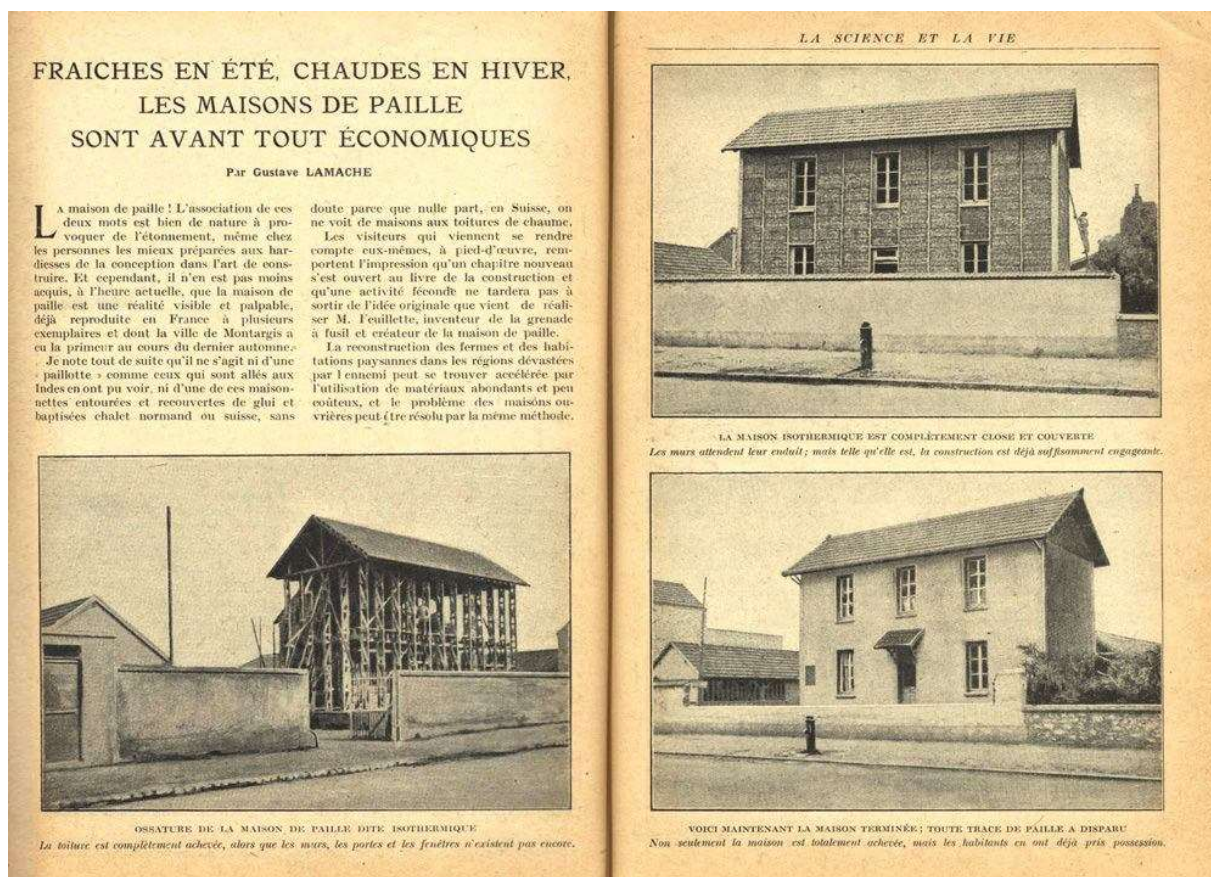 FRAICHES EN ÉTÉ, CHAUDES EN HIVER,
LES MAISONS DE PAILLE
SONT AVANT TOUT ÉCONOMIQUES
Par Gustave LAMACHE
LA maison de paille ! L'association de ces
deux mots est bien de nature à pro-
voquer de l'étonnement, même chez
les personnes les mieux préparées aux har-
diesses de la conception dans l'art de cons-
truire. Et cependant, il n'en est pas moins
acquis, à l'heure actuelle, que la maison de
paille est une réalité visible et palpable,
déjà reproduite en France à plusieurs
exemplaires et dont la ville de Montargis a
eu la primeur au cours du dernier automne.
Je note tout de suite qu'il ne s'agit ni d'une
« paillotte » comme ceux qui sont allés aux
Indes en ont pu voir, ni d'une de ces maison-
nettes entourées et recouvertes de glui et
baptisées chalet normand ou suisse, sans
doute parce que nulle part, en Suisse, on
ne voit de maisons aux toitures de chaume.
Les visiteurs qui viennent se rendre
compte eux-mêmes, à pied-d'œuvre, rem-
portent l'impression qu'un chapitre nouveau
s'est ouvert au livre de la construction et
qu'une activité féconde ne tardera pas à
sortir de l'idée originale que vient de réali-
ser M. Feuillette, inventeur de la grenade
à fusil et créateur de la maison de paille.
La reconstruction des fermes et des habi-
tations paysannes dans les régions dévastées
par l'ennemi peut se trouver accélérée par
l'utilisation de matériaux abondants et peu
coûteux, et le problème des maisons ou-
vrières peut être résolu par la même méthode.
OSSATURE DE LA MAISON DE PAILLE DITE ISOTHERMIQUE
La toiture est complètement achevée, alors que les murs, les portes et les fenêtres n'existent pas encore.
LA SCIENCE ET LA VIE
LA MAISON ISOTHERMIQUE EST COMPLÈTEMENT CLOSE ET COUVERTE
Les murs attendent leur enduit ; mais telle qu'elle est, la construction est déjà suffisamment engageante.
VOICI MAINTENANT LA MAISON TERMINÉE ; TOUTE TRACE DE PAILLE A DISPARU
Non seulement la maison est totalement achevée, mais les habitants en ont déjà pris possession.